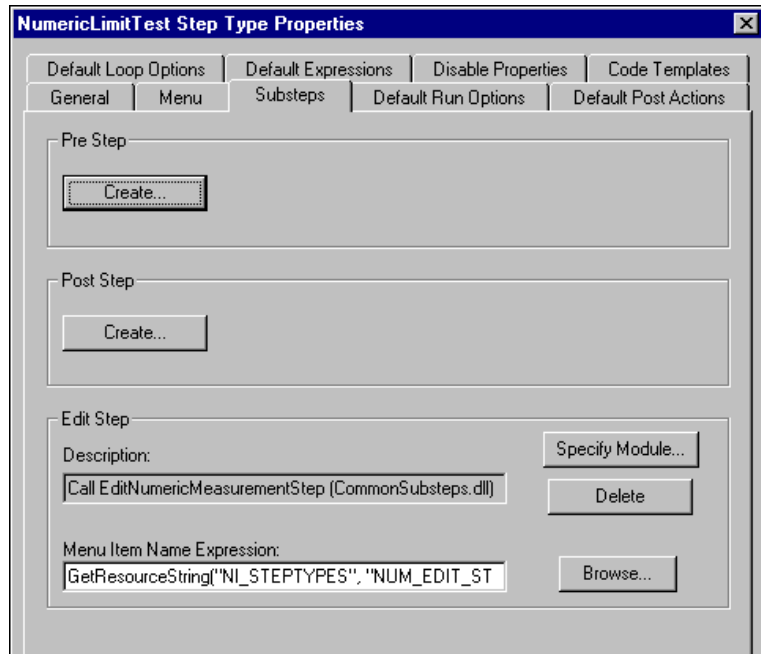 NumericLimitTest Step Type Properties
Default Loop Options Default Expressions Disable Properties Code Templates
General Menu Substeps Default Run Options Default Post Actions
Pre Step
Create...
Post Step
Create...
Edit Step
Description:
Specify Module...
Call EditNumericMeasurementStep (CommonSubsteps.dll)
Delete
Menu Item Name Expression:
GetResourceString("NI_STEPTYPES", "NUM_EDIT_ST
Browse...